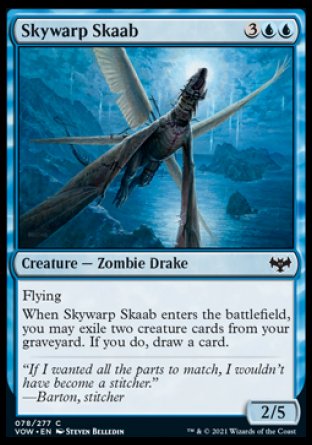 Skywarp Skaab 3
Creature — Zombie Drake
Flying
When Skywarp Skaab enters the battlefield,
you may exile two creature cards from your
graveyard. If you do, draw a card.
"If I wanted all the parts to match, I wouldn't
have become a stitcher."
—Barton, stitcher
2/5
078/277 C
VOW • EN Steven Belledin
™ & © 2021 Wizards of the Coast